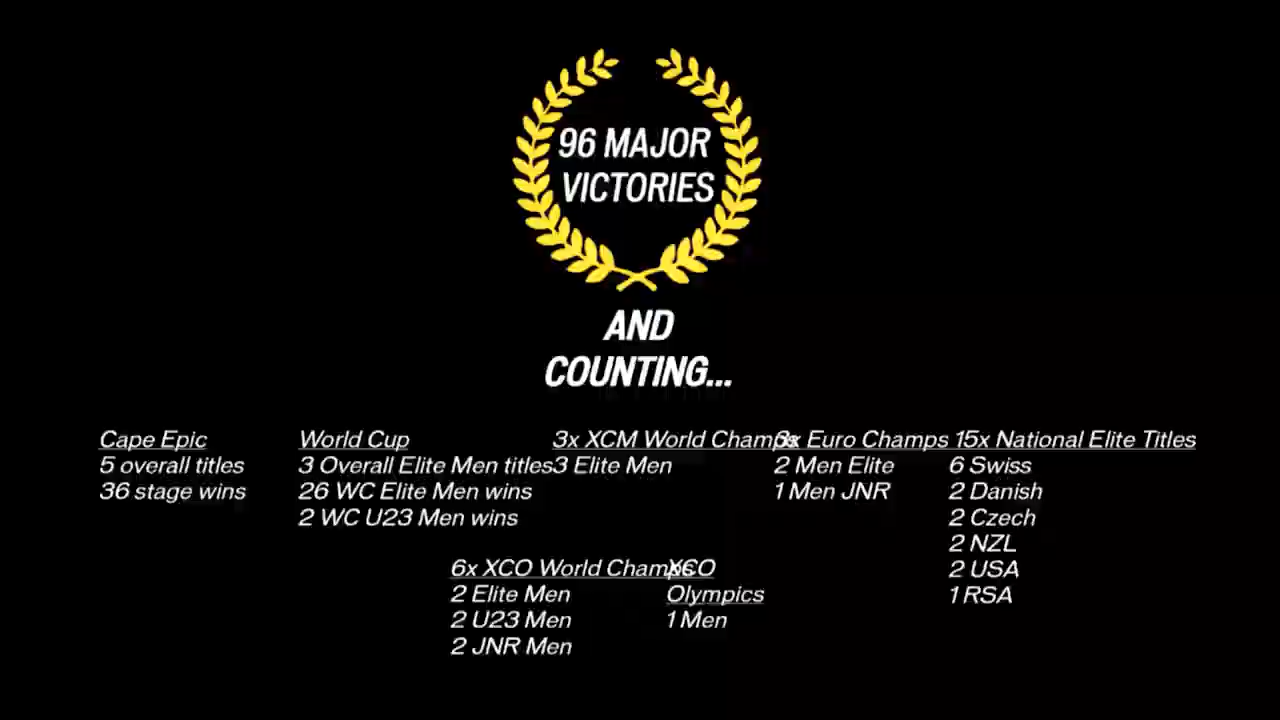 96 MAJOR
VICTORIES
AND
COUNTING...
Cape Epic
5 overall titles
36 stage wins
World Cup
3 Overall Elite Men titles
26 WC Elite Men wins
2 WC U23 Men wins
3x XCM World Champs
3 Elite Men
3x Euro Champs
2 Men Elite
1 Men JNR
15x National Elite Titles
6 Swiss
2 Danish
2 Czech
2 NZL
2 USA
1 RSA
6x XCO World Champs
2 Elite Men
2 U23 Men
2 JNR Men
XCO
Olympics
1 Men